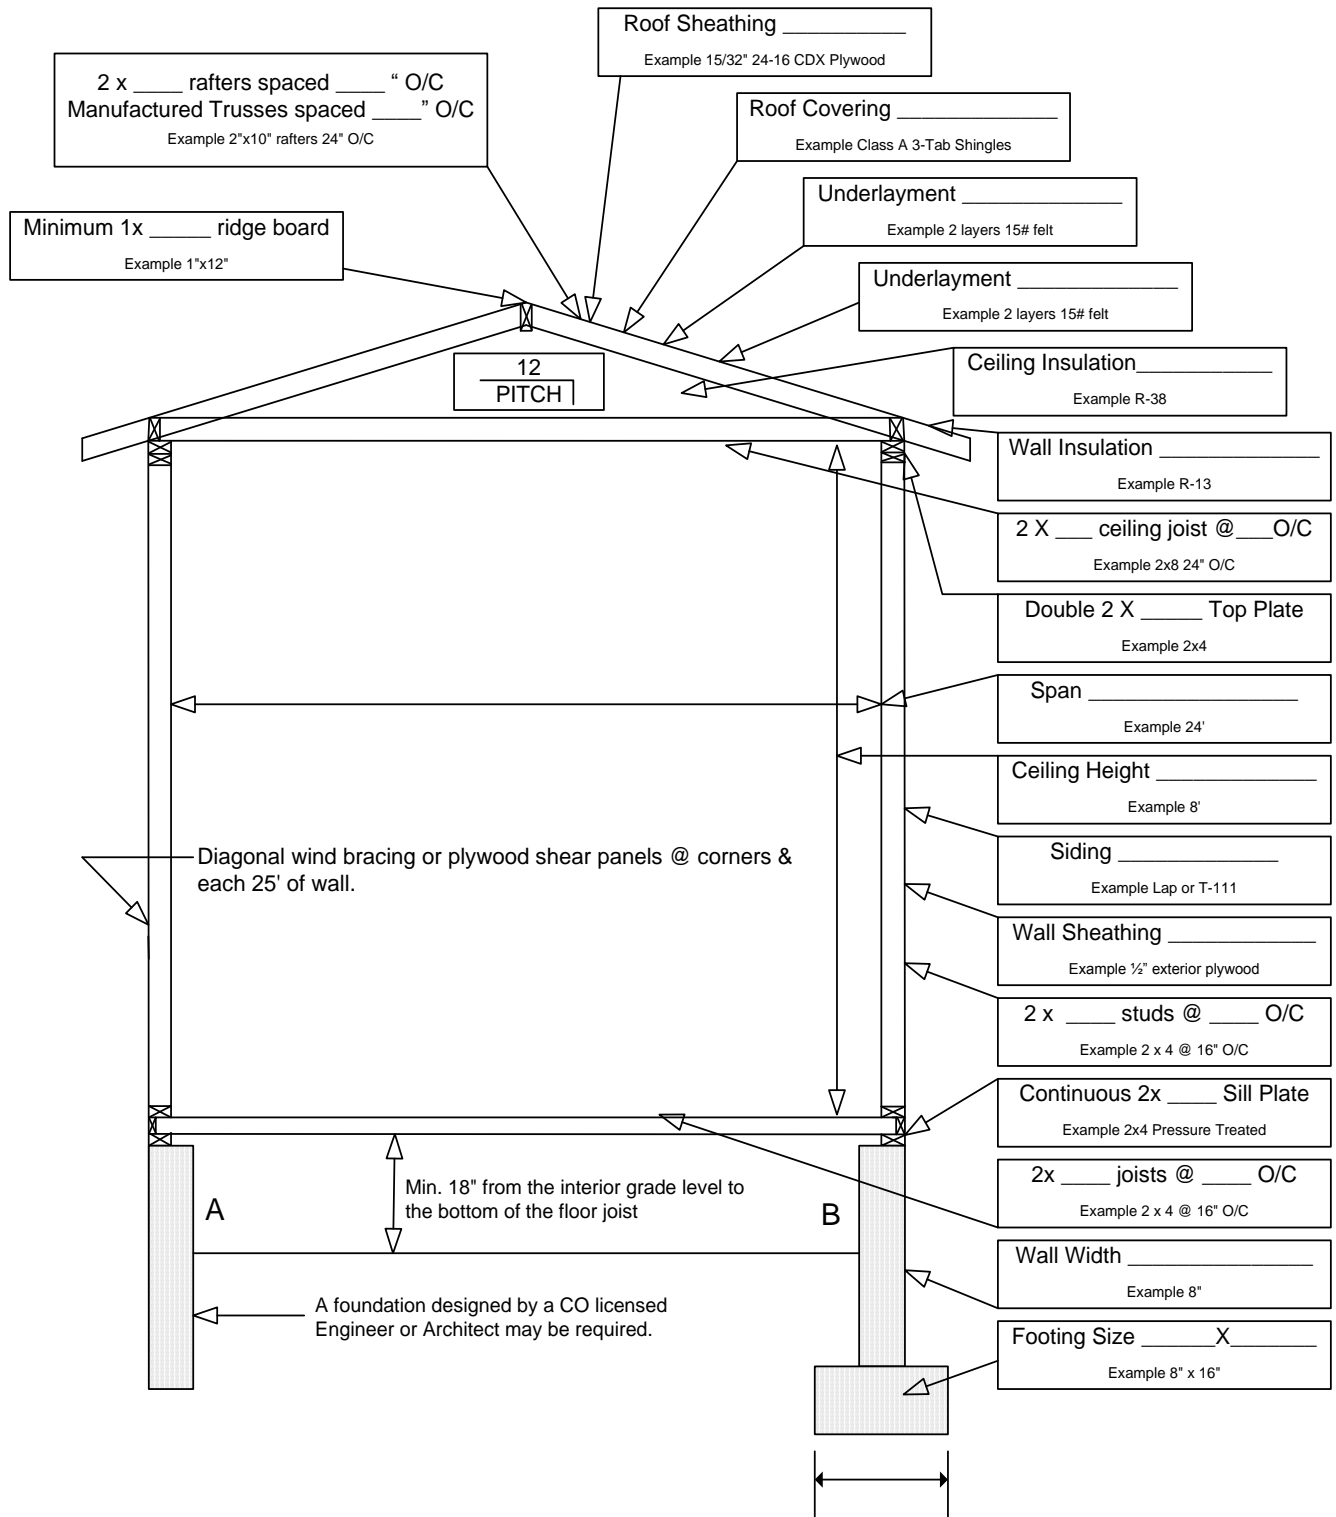 Roof Sheathing __________
Example 15/32" 24-16 CDX Plywood
2 x ____ rafters spaced ____ “ O/C
Manufactured Trusses spaced ____” O/C
Example 2"x10" rafters 24" O/C
Roof Covering _____________
Example Class A 3-Tab Shingles
Underlayment _____________
Example 2 layers 15# felt
Minimum 1x _____ ridge board
Example 1"x12"
Underlayment _____________
Example 2 layers 15# felt
12
PITCH
Ceiling Insulation___________
Example R-38
Wall Insulation _____________
Example R-13
2 X ___ ceiling joist @___O/C
Example 2x8 24" O/C
Double 2 X _____ Top Plate
Example 2x4
Span _________________
Example 24'
Ceiling Height _____________
Example 8'
Diagonal wind bracing or plywood shear panels @ corners &
each 25' of wall.
Siding _____________
Example Lap or T-111
Wall Sheathing ____________
Example ½” exterior plywood
2 x ____ studs @ ____ O/C
Example 2 x 4 @ 16" O/C
Continuous 2x ____ Sill Plate
Example 2x4 Pressure Treated
2x ____ joists @ ____ O/C
Example 2 x 4 @ 16" O/C
A
Min. 18" from the interior grade level to
the bottom of the floor joist
B
Wall Width _______________
Example 8"
A foundation designed by a CO licensed
Engineer or Architect may be required.
Footing Size ______X_______
Example 8" x 16"